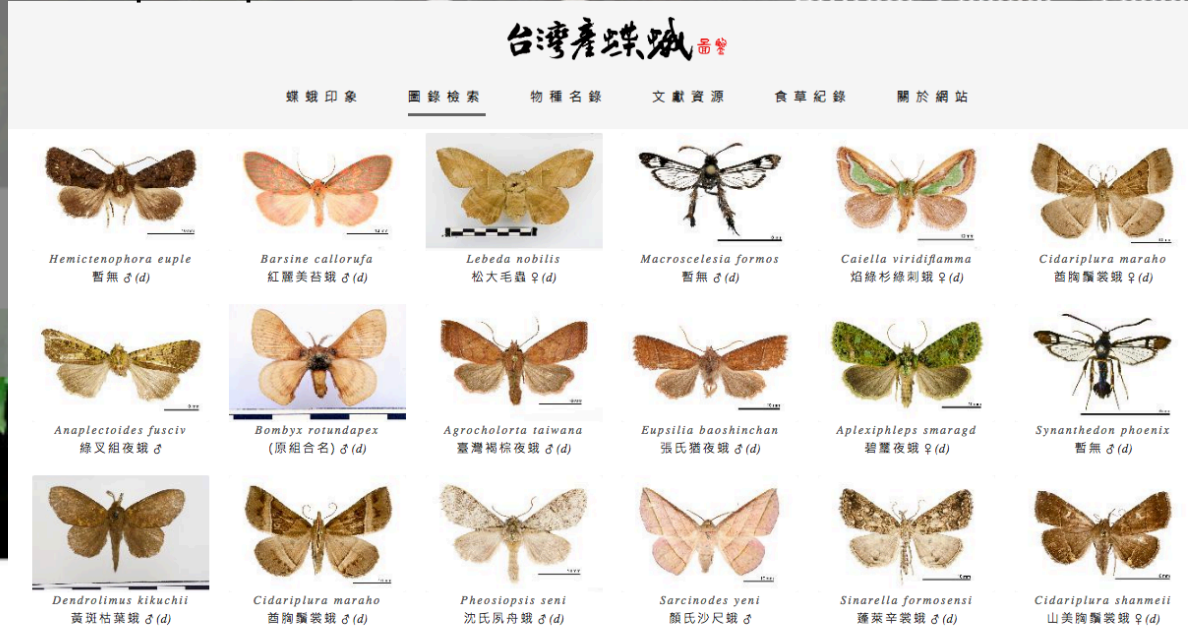 台灣產蝶蛾圖鑑
蝶蛾印象 圖錄檢索 物種名錄 文獻資源 食草紀錄 關於網站
Hemictenophora euple
暫無♂(d)
Barsine callorufa
紅麗美苔蛾♂(d)
Lebeda nobilis
松大毛蟲♀(d)
Macroscelesia formos
暫無♂(d)
Caiella viridiflamma
焰綠杉綠刺蛾♀(d)
Cidariplura maraho
酋胸鬚裳蛾♀(d)
Anaplectoides fusciv
綠叉組夜蛾♂
Bombyx rotundapex
(原組合名)♂(d)
Agrocholorta taiwana
臺灣褐棕夜蛾♂(d)
Eupsilia baoshinchan
張氏猶夜蛾♂(d)
Aplexiphleps smaragd
碧鷹夜蛾♀(d)
Synanthedon phoenix
暫無♂(d)
Dendrolimus kikuchii
黃斑枯葉蛾♂(d)
Cidariplura maraho
酋胸鬚裳蛾♂(d)
Pheosiopsis seni
沈氏夙舟蛾♂(d)
Sarcinodes yeni
顏氏沙尺蛾♂
Sinarella formosensi
蓬萊辛裳蛾♂(d)
Cidariplura shanmeii
山美胸鬚裳蛾♀(d)